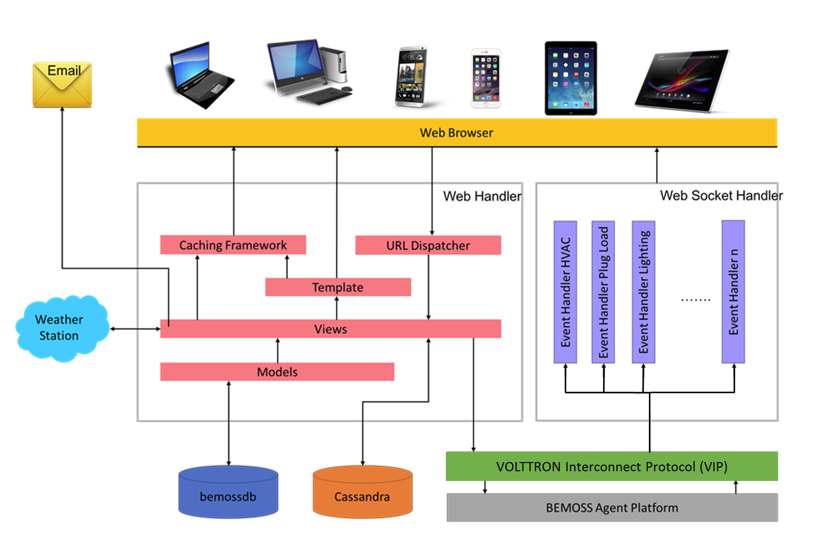 Email
Web Browser
Web Handler
Web Socket Handler
Caching Framework
URL Dispatcher
Template
Views
Models
Weather
Station
Event Handler HVAC
Event Handler Plug Load
Event Handler Lighting
.......
Event Handler n
VOLTTRON Interconnect Protocol (VIP)
BEMOSS Agent Platform
bemossdb
Cassandra